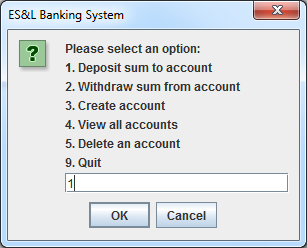 ES&L Banking System
Please select an option:
1. Deposit sum to account
2. Withdraw sum from account
3. Create account
4. View all accounts
5. Delete an account
9. Quit
1
OK
Cancel